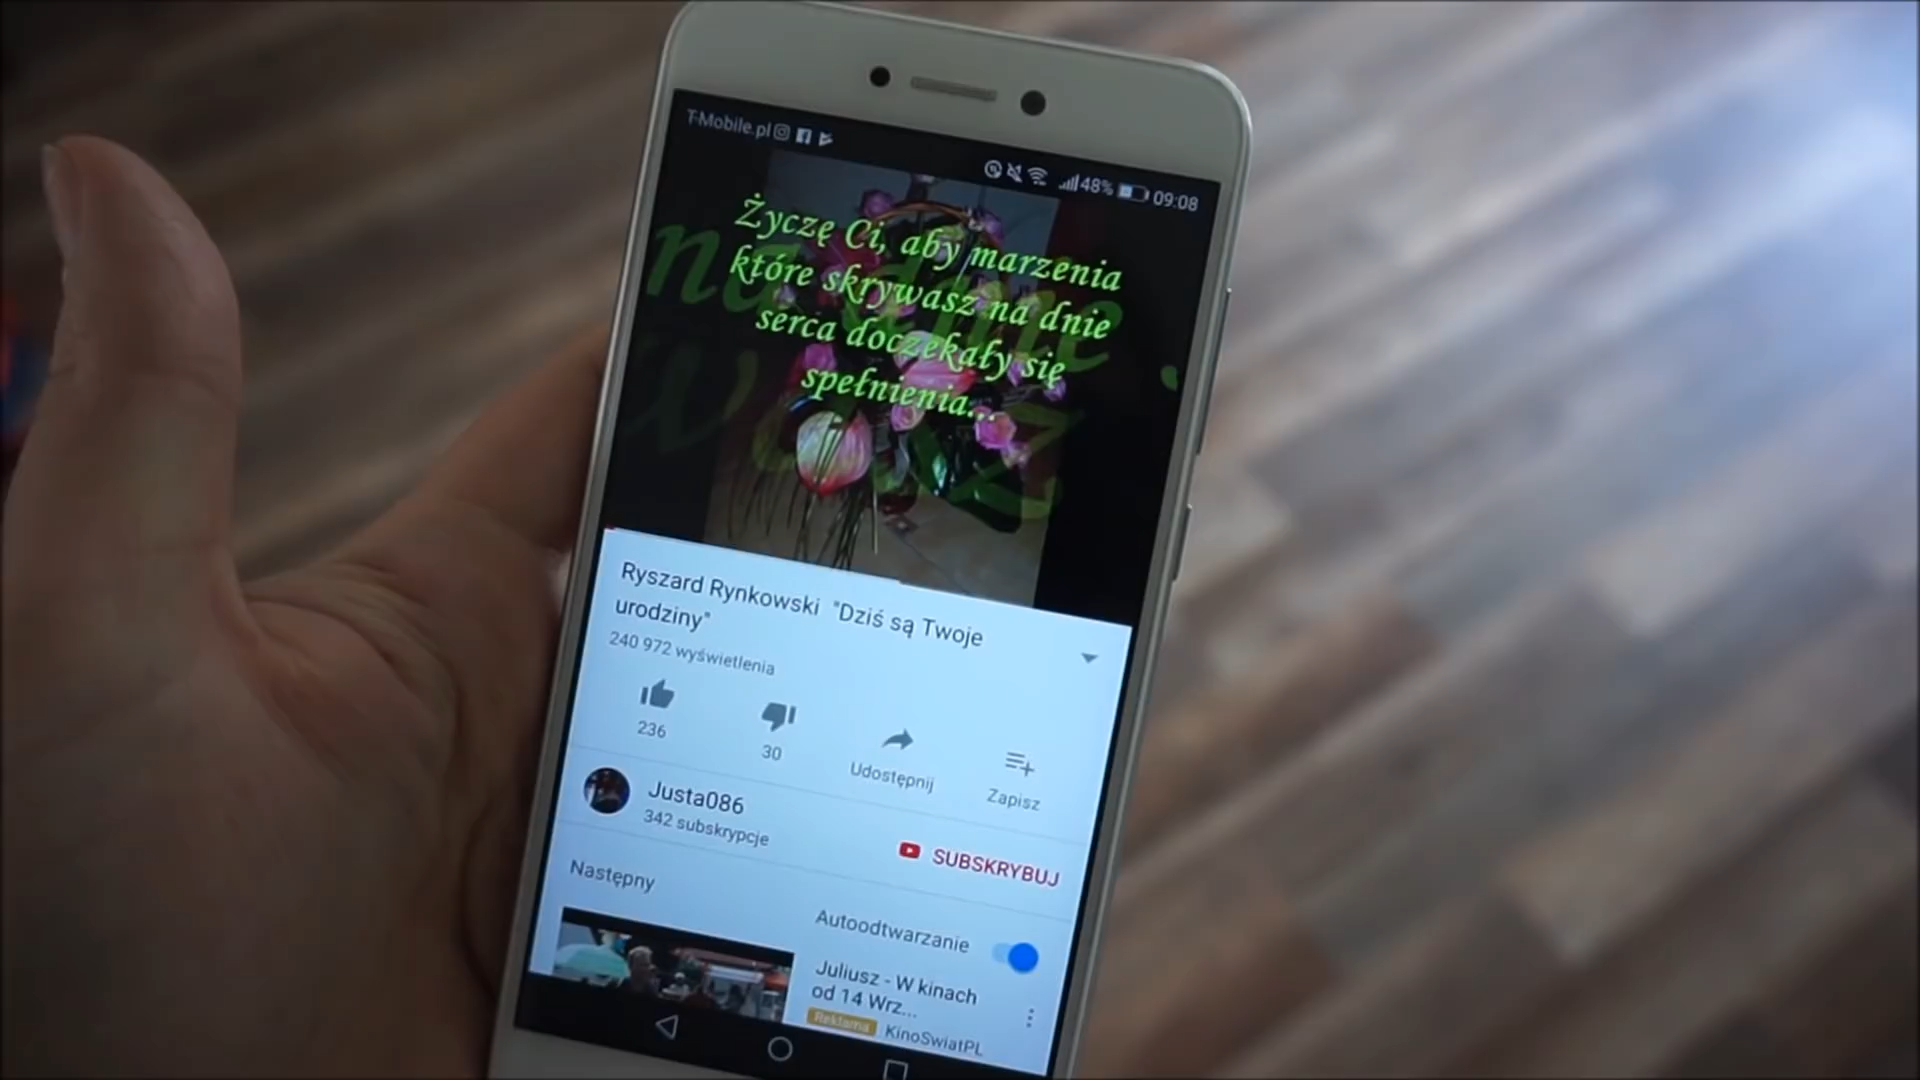 T-Mobile.pl
48% 09:08
Życzę Ci, aby marzenia
które skrywasz na dnie
serca doczekały się
spełnienia...
Ryszard Rynkowski "Dziś są Twoje
urodziny"
240 972 wyświetlenia
236
30
Udostępnij
Zapisz
Justa086
342 subskrypcje
SUBSKRYBUJ
Następny
Autoodtwarzanie
Juliusz - W kinach
od 14 Wrz...
Reklama KinoSwiatPL